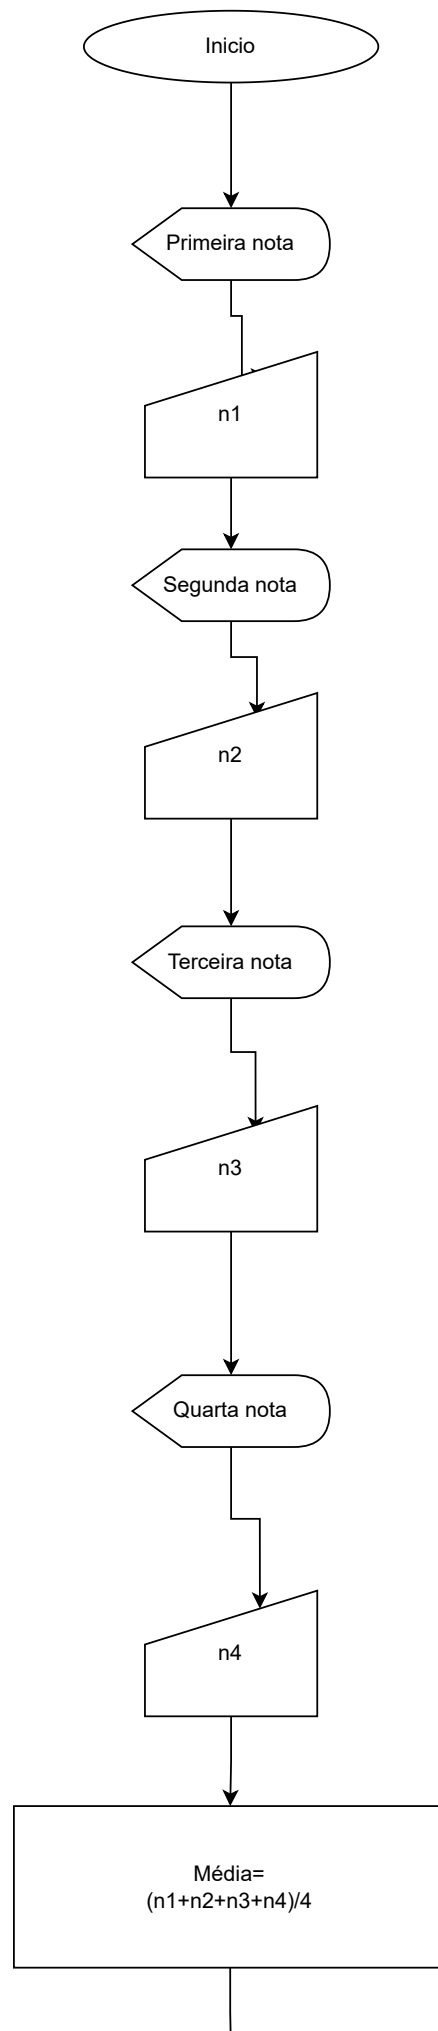 Inicio
Primeira nota
n1
Segunda nota
n2
Terceira nota
n3
Quarta nota
n4
Média=
(n1+n2+n3+n4)/4